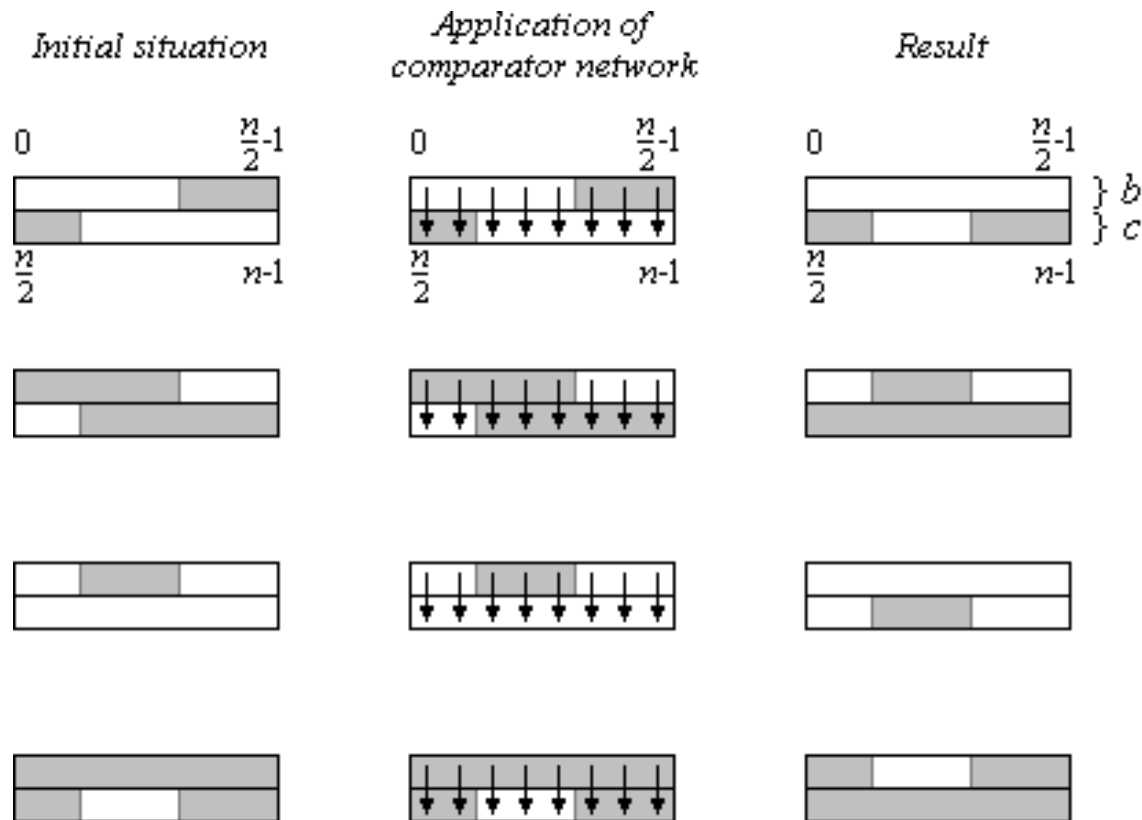 Initial situation
Application of
comparator network
Result
0
n/2-1
0
n/2-1
0
n/2-1
} b
} c
n/2
n-1
n/2
n-1
n/2
n-1